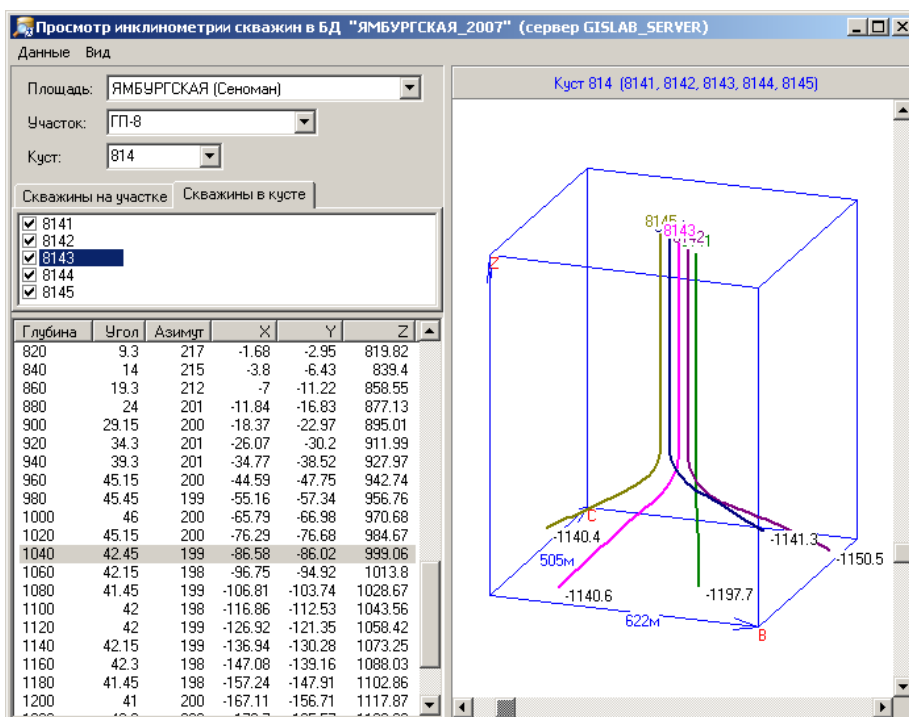 Просмотр инклинометрии скважин в БД "ЯМБУРГСКАЯ_2007" (сервер GISLAB_SERVER)
Данные Вид
Площадь: ЯМБУРГСКАЯ (Сеноман)
Участок: ГП-8
Куст: 814
Скважины на участке Скважины в кусте
8141
8142
8143
8144
8145
Глубина Угол Азимут X Y Z
820 9.3 217 -1.68 -2.95 819.82
840 14 215 -3.8 -6.43 839.4
860 19.3 212 -7 -11.22 858.55
880 24 201 -11.84 -16.83 877.13
900 29.15 200 -18.37 -22.97 895.01
920 34.3 201 -26.07 -30.2 911.99
940 39.3 201 -34.77 -38.52 927.97
960 45.15 200 -44.59 -47.75 942.74
980 45.45 199 -55.16 -57.34 956.76
1000 46 200 -65.79 -66.98 970.68
1020 45.15 200 -76.29 -76.68 984.67
1040 42.45 199 -86.58 -86.02 999.06
1060 42.15 198 -96.75 -94.92 1013.8
1080 41.45 199 -106.81 -103.74 1028.67
1100 42 198 -116.86 -112.53 1043.56
1120 42 199 -126.92 -121.35 1058.42
1140 42.15 199 -136.94 -130.28 1073.25
1160 42.3 198 -147.08 -139.16 1088.03
1180 41.45 198 -157.24 -147.91 1102.86
1200 41 200 -167.11 -156.71 1117.87
Куст 814 (8141, 8142, 8143, 8144, 8145)
8145
8143
Z
C
-1140.4
-1141.3
505м
-1150.5
-1140.6
-1197.7
622м
B